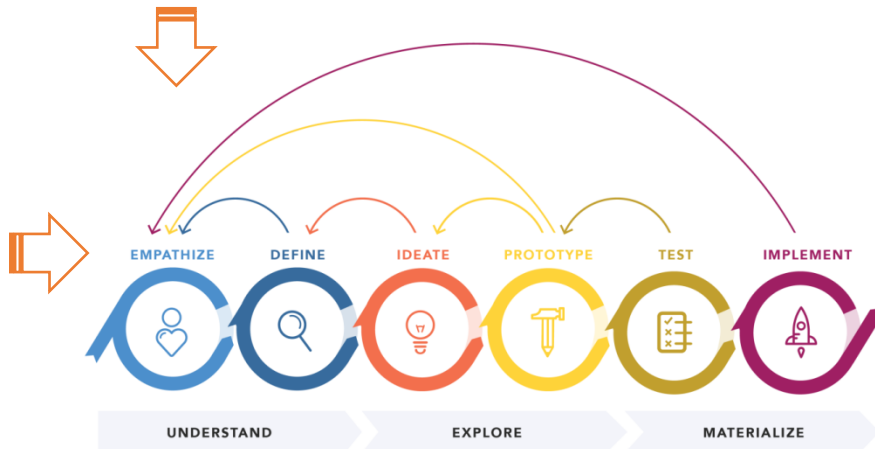 EMPATHIZE
DEFINE
IDEATE
PROTOTYPE
TEST
IMPLEMENT
UNDERSTAND
EXPLORE
MATERIALIZE